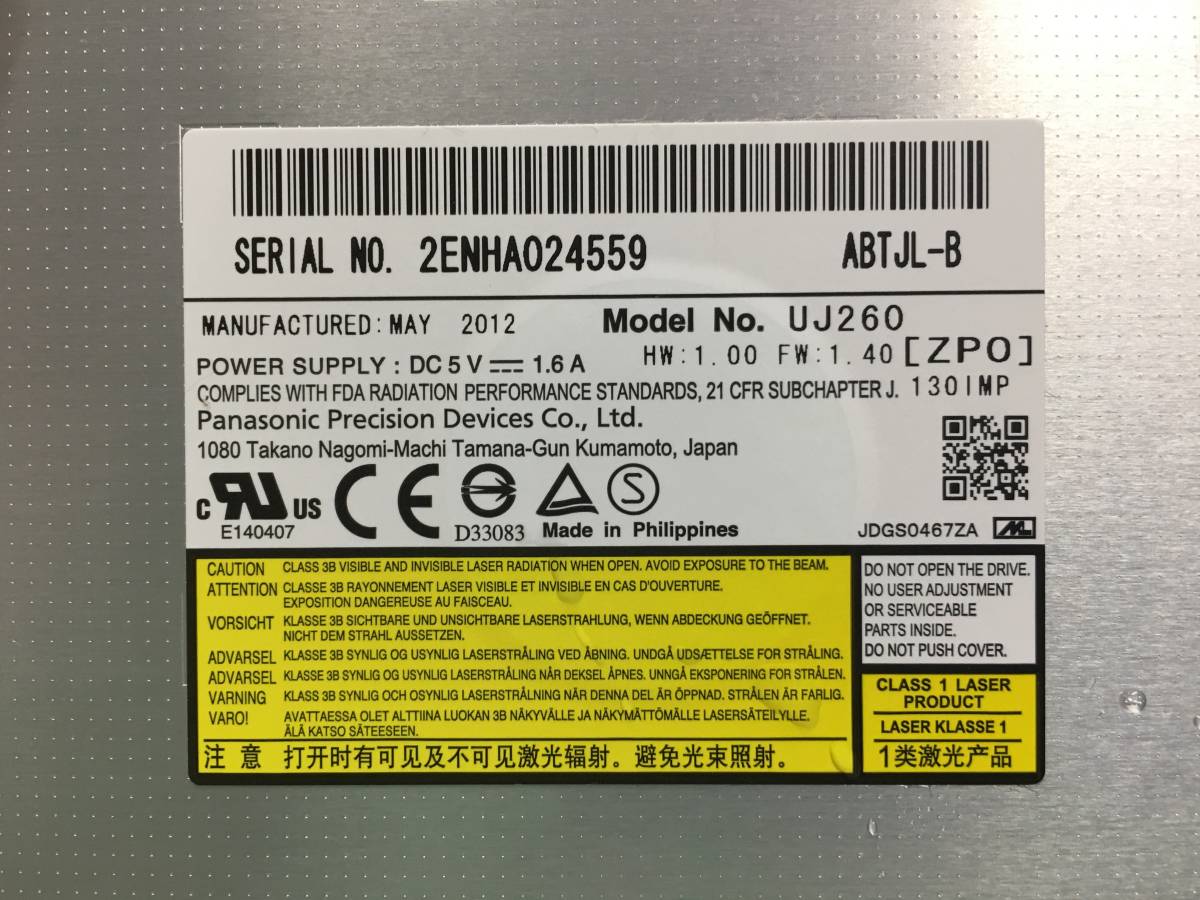 SERIAL NO. 2ENHA024559 ABTJL-B
MANUFACTURED: MAY 2012 Model No. UJ260
HW:1.00 FW:1.40 [ZP0]
POWER SUPPLY : DC 5 V ⎓ 1.6 A
COMPLIES WITH FDA RADIATION PERFORMANCE STANDARDS, 21 CFR SUBCHAPTER J. 130IMP
Panasonic Precision Devices Co., Ltd.
1080 Takano Nagomi-Machi Tamana-Gun Kumamoto, Japan
C RU US CE S
E140407 D33083 Made in Philippines JDGS0467ZA
CAUTION CLASS 3B VISIBLE AND INVISIBLE LASER RADIATION WHEN OPEN. AVOID EXPOSURE TO THE BEAM.
ATTENTION CLASSE 3B RAYONNEMENT LASER VISIBLE ET INVISIBLE EN CAS D'OUVERTURE.
EXPOSITION DANGEREUSE AU FAISCEAU.
VORSICHT KLASSE 3B SICHTBARE UND UNSICHTBARE LASERSTRAHLUNG, WENN ABDECKUNG GEÖFFNET.
NICHT DEM STRAHL AUSSETZEN.
ADVARSEL KLASSE 3B SYNLIG OG USYNLIG LASERSTRÅLING VED ÅBNING. UNDGÅ UDSÆTTELSE FOR STRÅLING.
ADVARSEL KLASSE 3B SYNLIG OG USYNLIG LASERSTRÅLING NÅR DEKSEL ÅPNES. UNNGÅ EKSPONERING FOR STRÅLEN.
VARNING KLASS 3B SYNLIG OCH OSYNLIG LASERSTRÅLNING NÄR DENNA DEL ÄR ÖPPNAD. STRÅLEN ÄR FARLIG.
VARO! AVATTAESSA OLET ALTTIINA LUOKAN 3B NÄKYVÄLLE JA NÄKYMÄTTÖMÄLLE LASERSÄTEILYLLE.
ÄLÄ KATSO SÄTEESEEN.
注 意 打开时有可见及不可见激光辐射。避免光束照射。
DO NOT OPEN THE DRIVE.
NO USER ADJUSTMENT
OR SERVICEABLE
PARTS INSIDE.
DO NOT PUSH COVER.
CLASS 1 LASER
PRODUCT
LASER KLASSE 1
1类激光产品